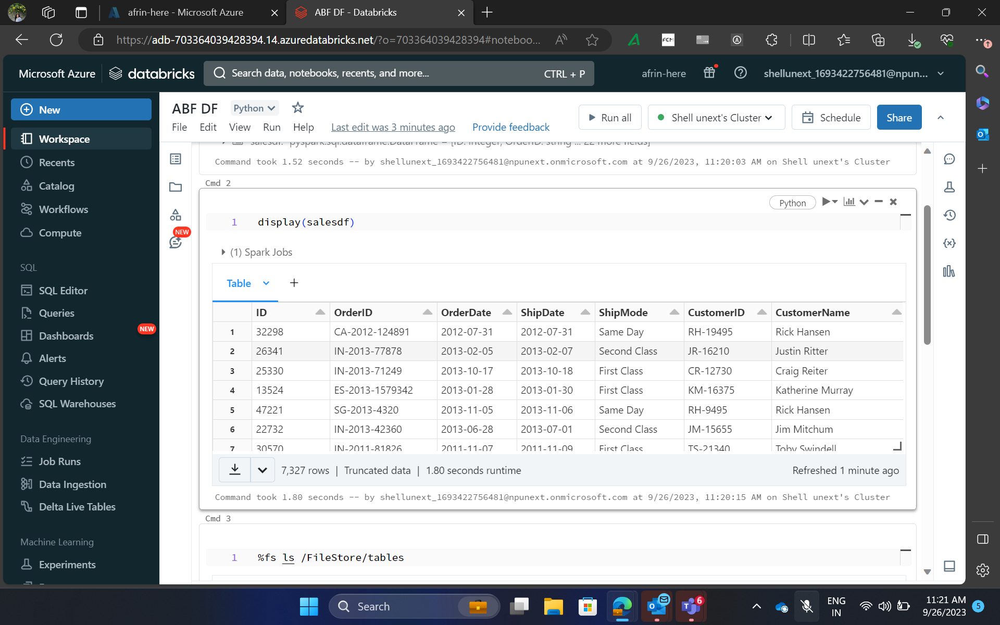 afrin-here - Microsoft Azure
ABF DF - Databricks
https://adb-703364039428394.14.azuredatabricks.net/?o=703364039428394#noteboo...
Microsoft Azure
databricks
Search data, notebooks, recents, and more...
CTRL + P
afrin-here
shellunext_1693422756481@npun...
New
Workspace
Recents
Catalog
Workflows
Compute
SQL
SQL Editor
Queries
Dashboards
NEW
Alerts
Query History
SQL Warehouses
Data Engineering
Job Runs
Data Ingestion
Delta Live Tables
Machine Learning
Experiments
ABF DF
Python
File Edit View Run Help
Last edit was 3 minutes ago
Provide feedback
Run all
Shell unext's Cluster
Schedule
Share
NEW
salesdf: pyspark.sql.dataframe.DataFrame = [ID: integer, OrderID: string ... 22 more fields]
Command took 1.52 seconds -- by shellunext_1693422756481@npunext.onmicrosoft.com at 9/26/2023, 11:20:03 AM on Shell unext's Cluster
Cmd 2
Python
1 display(salesdf)
(1) Spark Jobs
Table
ID OrderID OrderDate ShipDate ShipMode CustomerID CustomerName
1 32298 CA-2012-124891 2012-07-31 2012-07-31 Same Day RH-19495 Rick Hansen
2 26341 IN-2013-77878 2013-02-05 2013-02-07 Second Class JR-16210 Justin Ritter
3 25330 IN-2013-71249 2013-10-17 2013-10-18 First Class CR-12730 Craig Reiter
4 13524 ES-2013-1579342 2013-01-28 2013-01-30 First Class KM-16375 Katherine Murray
5 47221 SG-2013-4320 2013-11-05 2013-11-06 Same Day RH-9495 Rick Hansen
6 22732 IN-2013-42360 2013-06-28 2013-07-01 Second Class JM-15655 Jim Mitchum
7 30570 IN-2011-81826 2011-11-07 2011-11-09 First Class TS-21340 Toby Swindell
7,327 rows | Truncated data | 1.80 seconds runtime
Refreshed 1 minute ago
Command took 1.80 seconds -- by shellunext_1693422756481@npunext.onmicrosoft.com at 9/26/2023, 11:20:15 AM on Shell unext's Cluster
Cmd 3
1 %fs ls /FileStore/tables
Search
6
ENG
IN
11:21 AM
9/26/2023
5